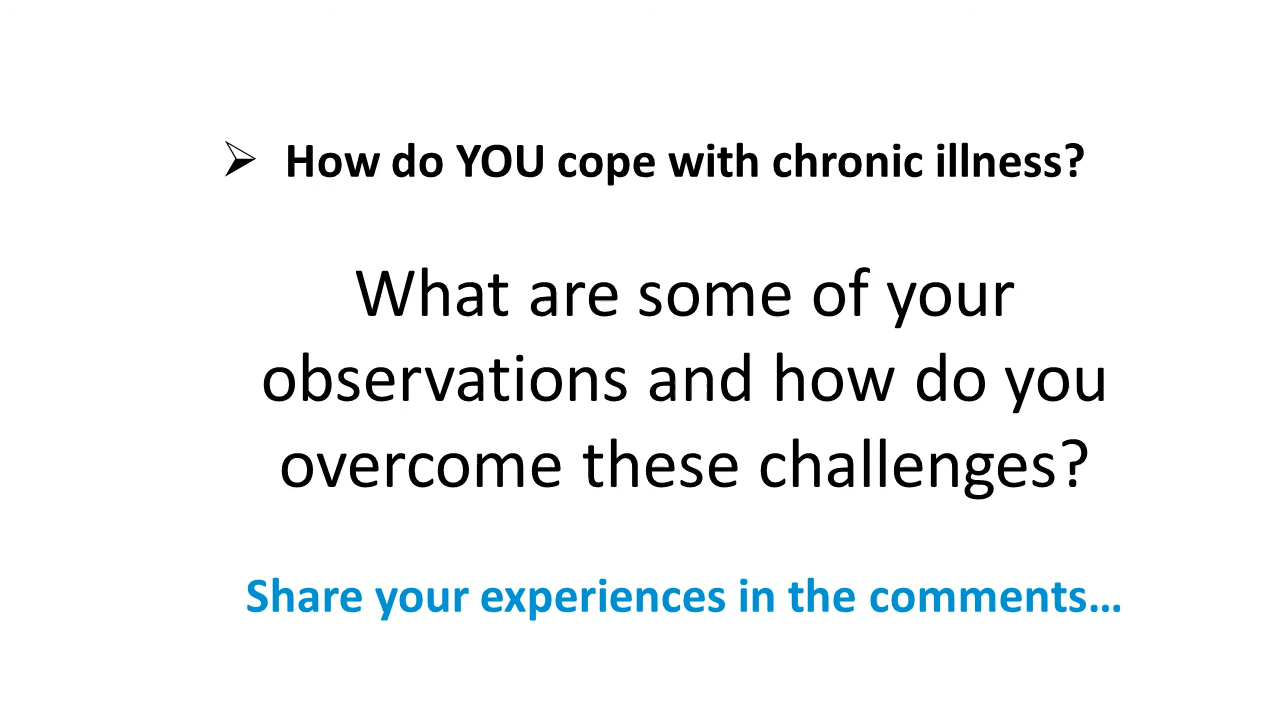 ➢ How do YOU cope with chronic illness?
What are some of your
observations and how do you
overcome these challenges?
Share your experiences in the comments…